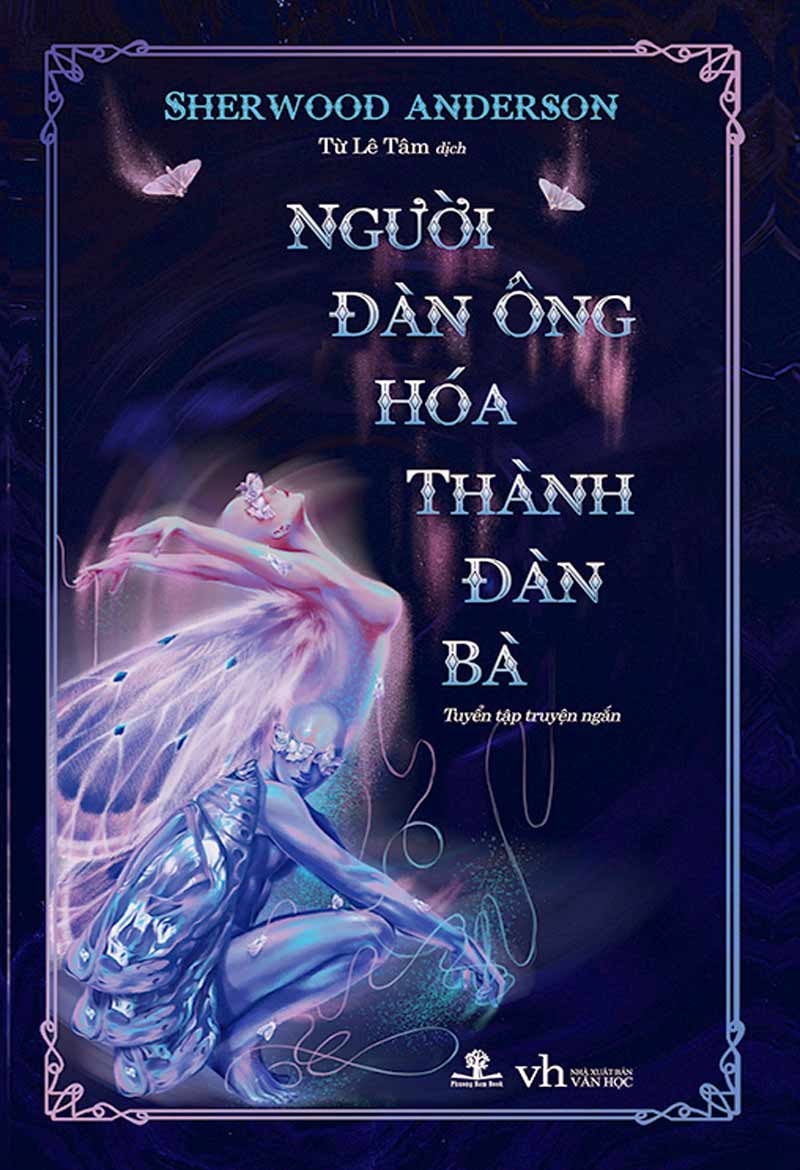 SHERWOOD ANDERSON
Từ Lê Tâm dịch
NGƯỜI
ĐÀN ÔNG
HÓA
THÀNH
ĐÀN
BÀ
Tuyển tập truyện ngắn
Phuong Nam Book
vh NHÀ XUẤT BẢN
VĂN HỌC